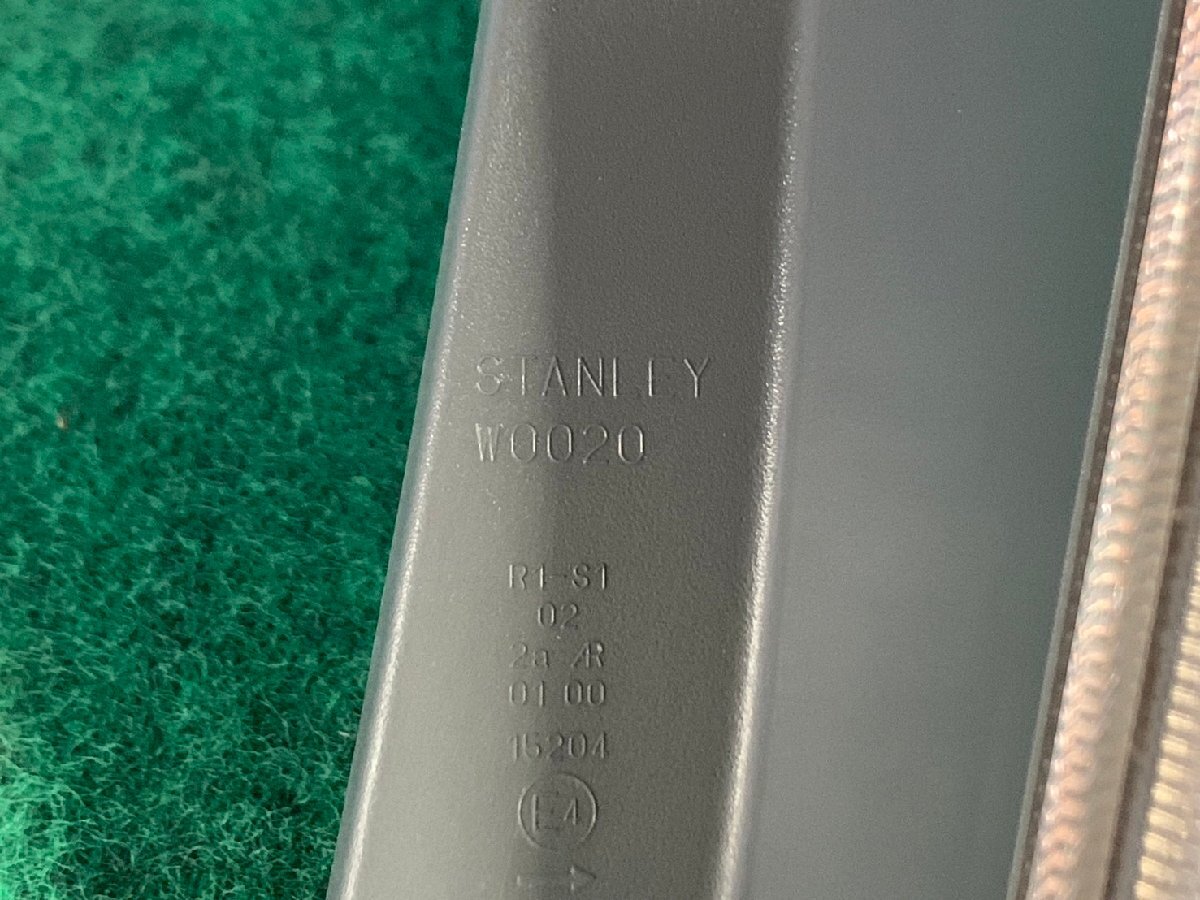 STANLEY
W0020
R1-S1
02
2a AR
01 00
15204
E4
→